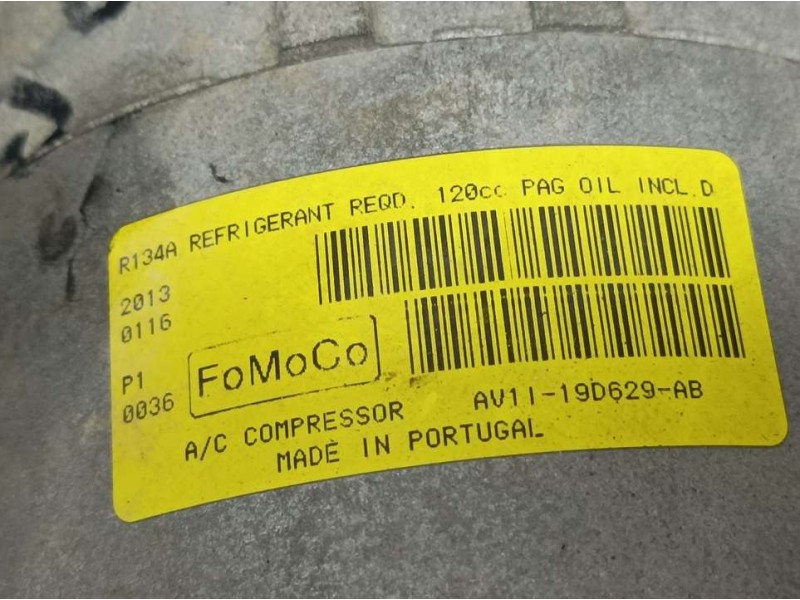 R134A REFRIGERANT REQD. 120cc PAG OIL INCL.D
2013
0116
P1
0036
FoMoCo
A/C COMPRESSOR
AV11-19D629-AB
MADE IN PORTUGAL